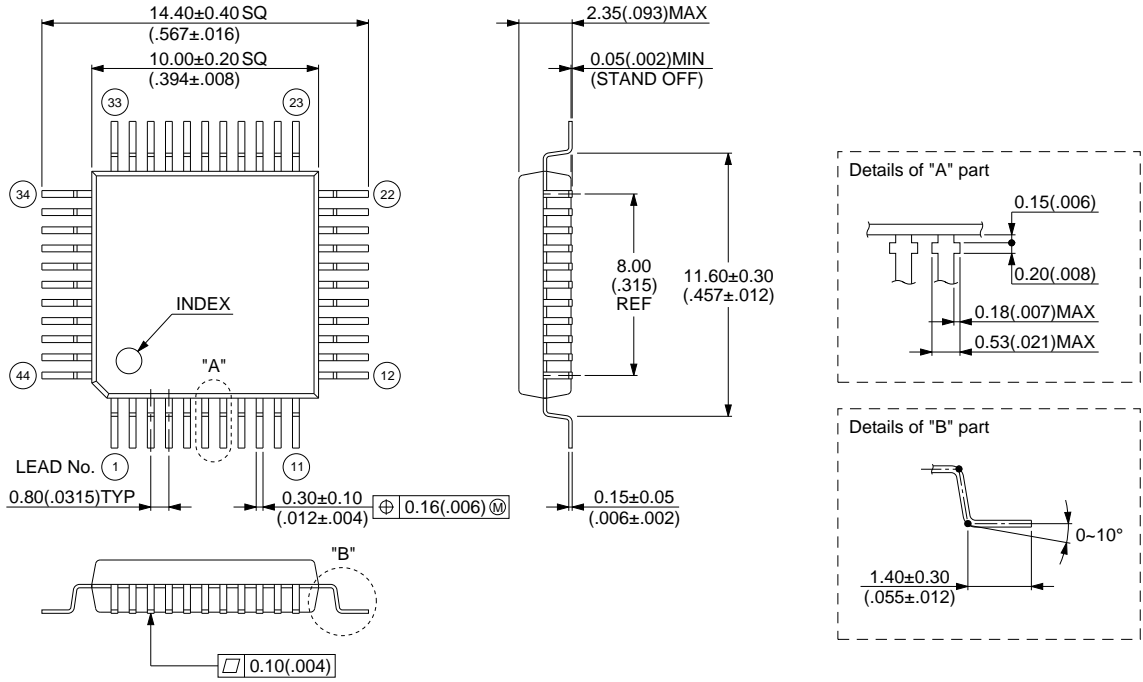 14.40±0.40 SQ
(.567±.016)
10.00±0.20 SQ
(.394±.008)
2.35(.093)MAX
0.05(.002)MIN
(STAND OFF)
33
23
34
22
INDEX
"A"
44
12
LEAD No.
1
11
0.80(.0315)TYP
0.30±0.10
(.012±.004)
⌖ 0.16(.006) Ⓜ
8.00
(.315)
REF
11.60±0.30
(.457±.012)
0.15±0.05
(.006±.002)
"B"
▱ 0.10(.004)
Details of "A" part
0.15(.006)
0.20(.008)
0.18(.007)MAX
0.53(.021)MAX
Details of "B" part
0~10°
1.40±0.30
(.055±.012)